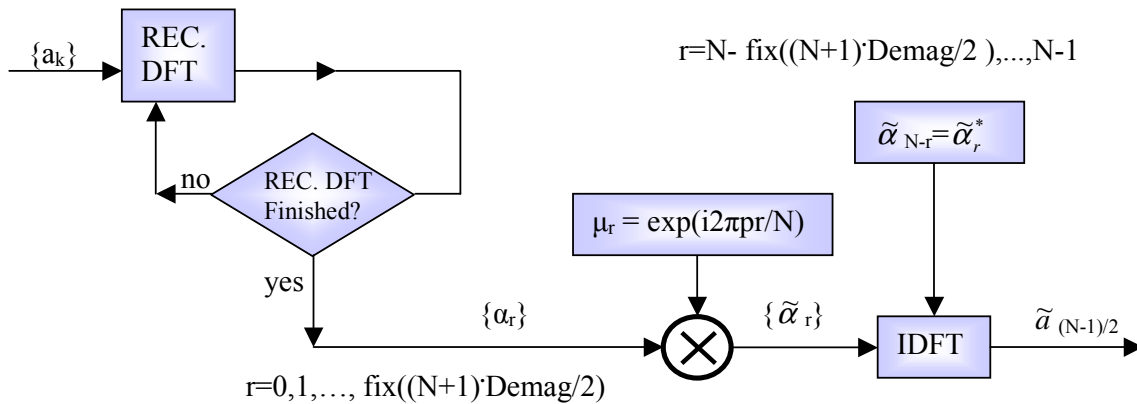 {aₖ}
REC.
DFT
r=N- fix((N+1)·Demag/2 ),...,N-1
α̃ N-r=α̃ᵣ*
no
REC. DFT
Finished?
μᵣ = exp(i2πpr/N)
yes
{αᵣ}
{α̃ ᵣ}
IDFT
ã (N-1)/2
r=0,1,…, fix((N+1)·Demag/2)